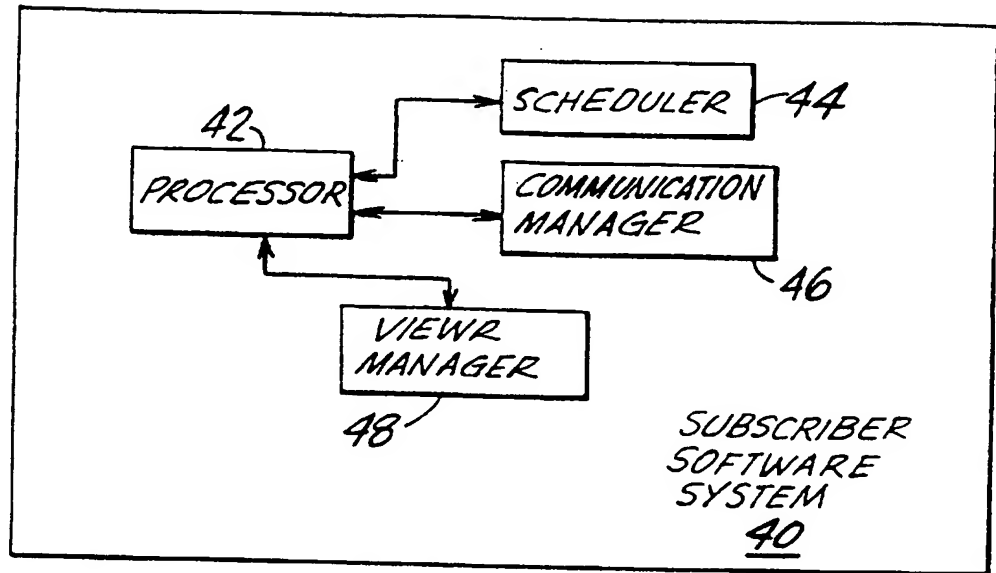 SCHEDULER
44
42
PROCESSOR
COMMUNICATION
MANAGER
46
VIEWR
MANAGER
48
SUBSCRIBER
SOFTWARE
SYSTEM
40